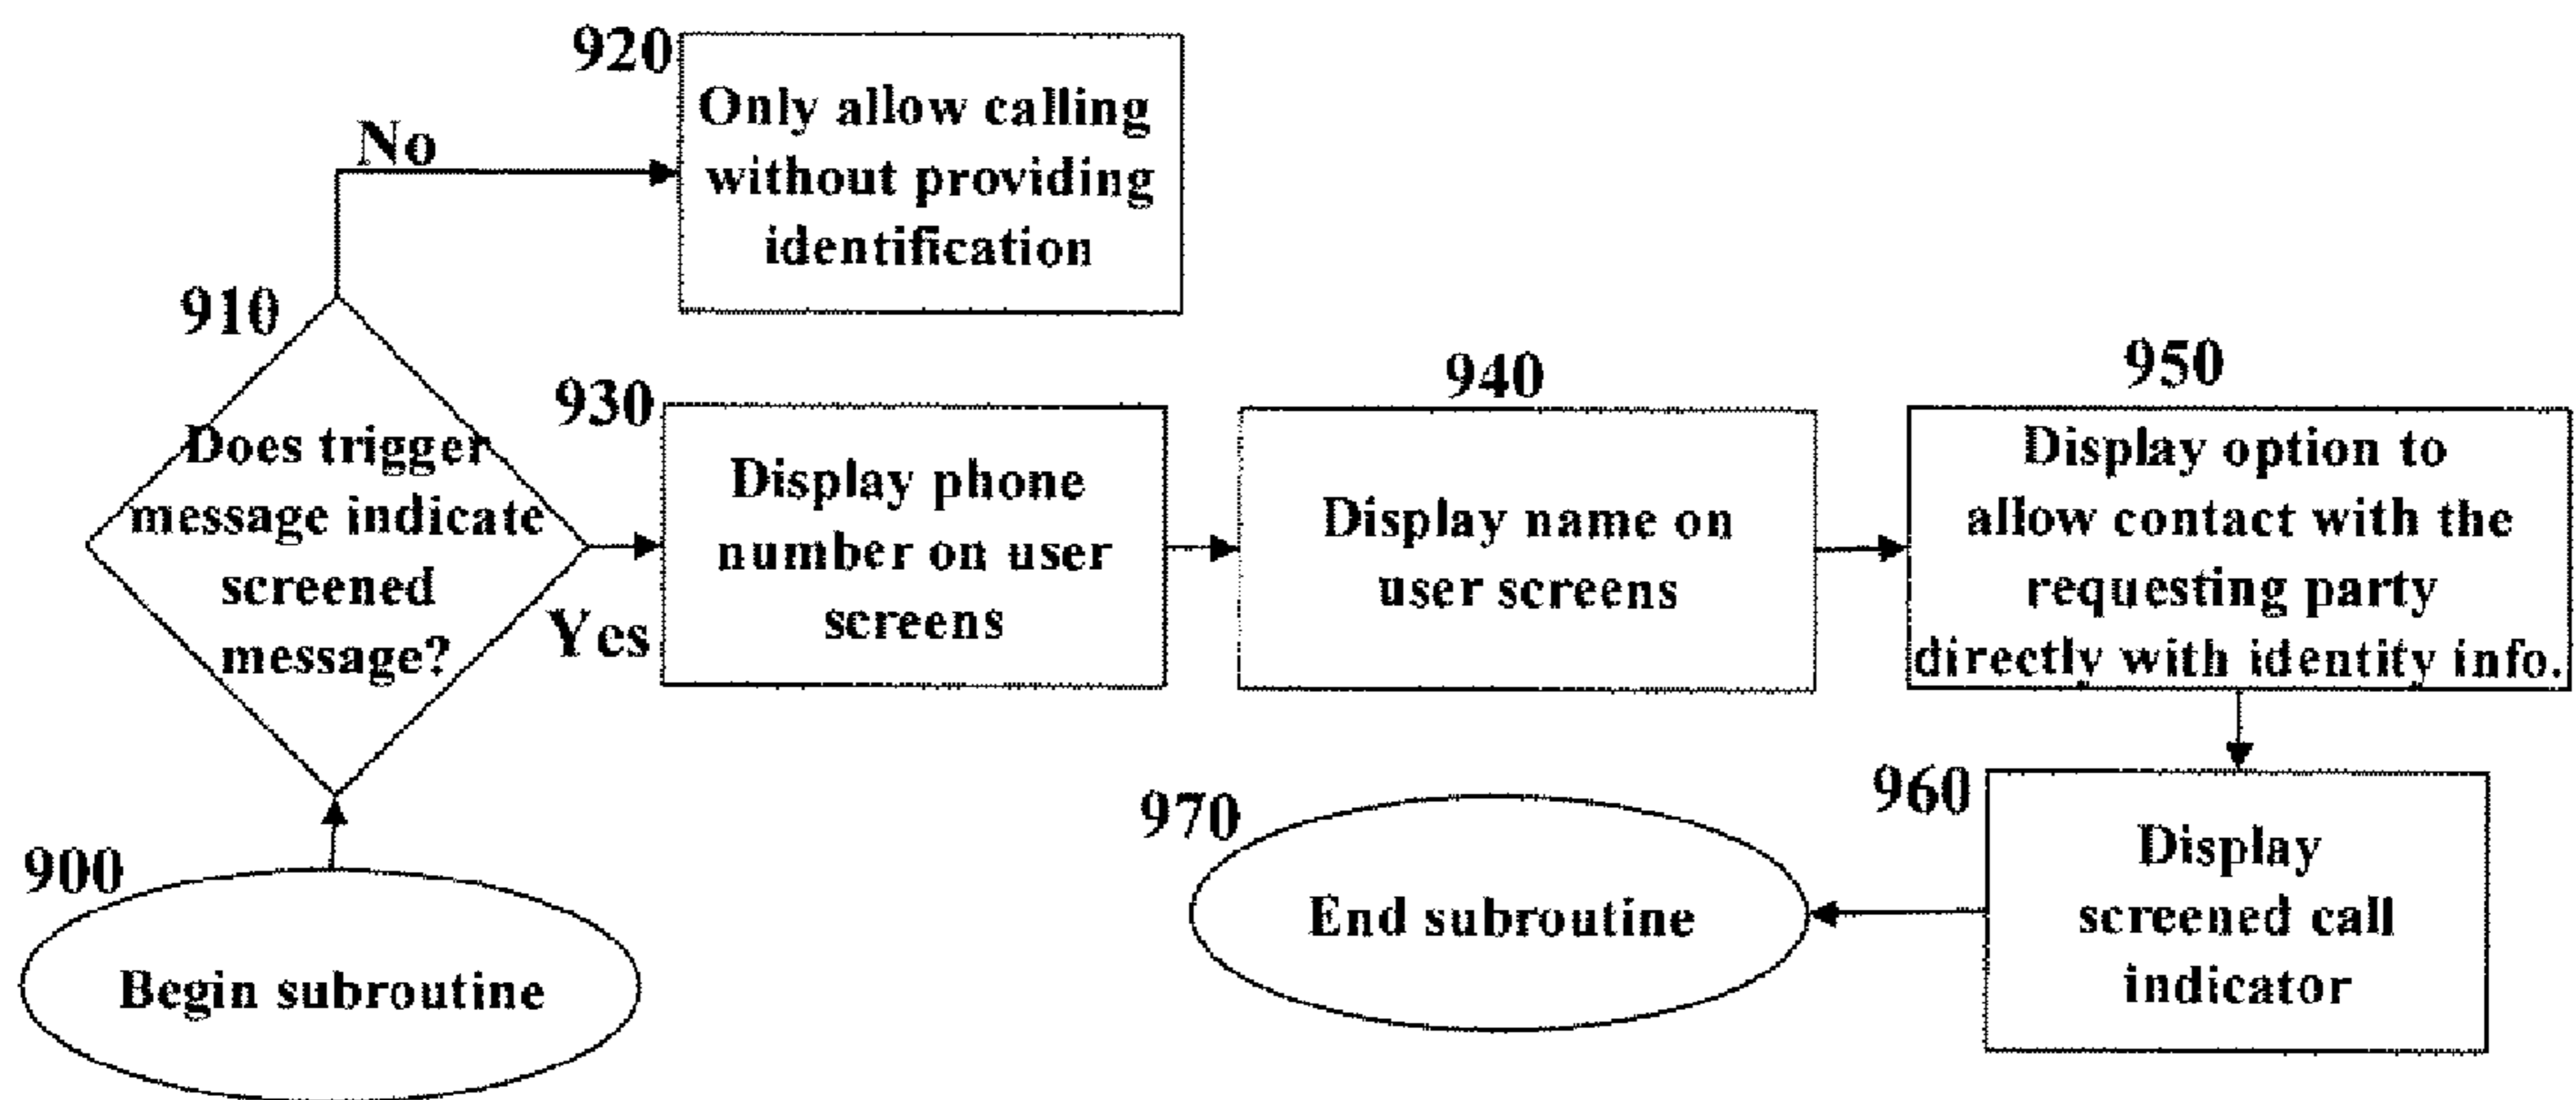 920
Only allow calling
without providing
identification
No
910
Does trigger
message indicate
screened
message?
Yes
930
Display phone
number on user
screens
940
Display name on
user screens
950
Display option to
allow contact with the
requesting party
directly with identity info.
960
Display
screened call
indicator
970
End subroutine
900
Begin subroutine